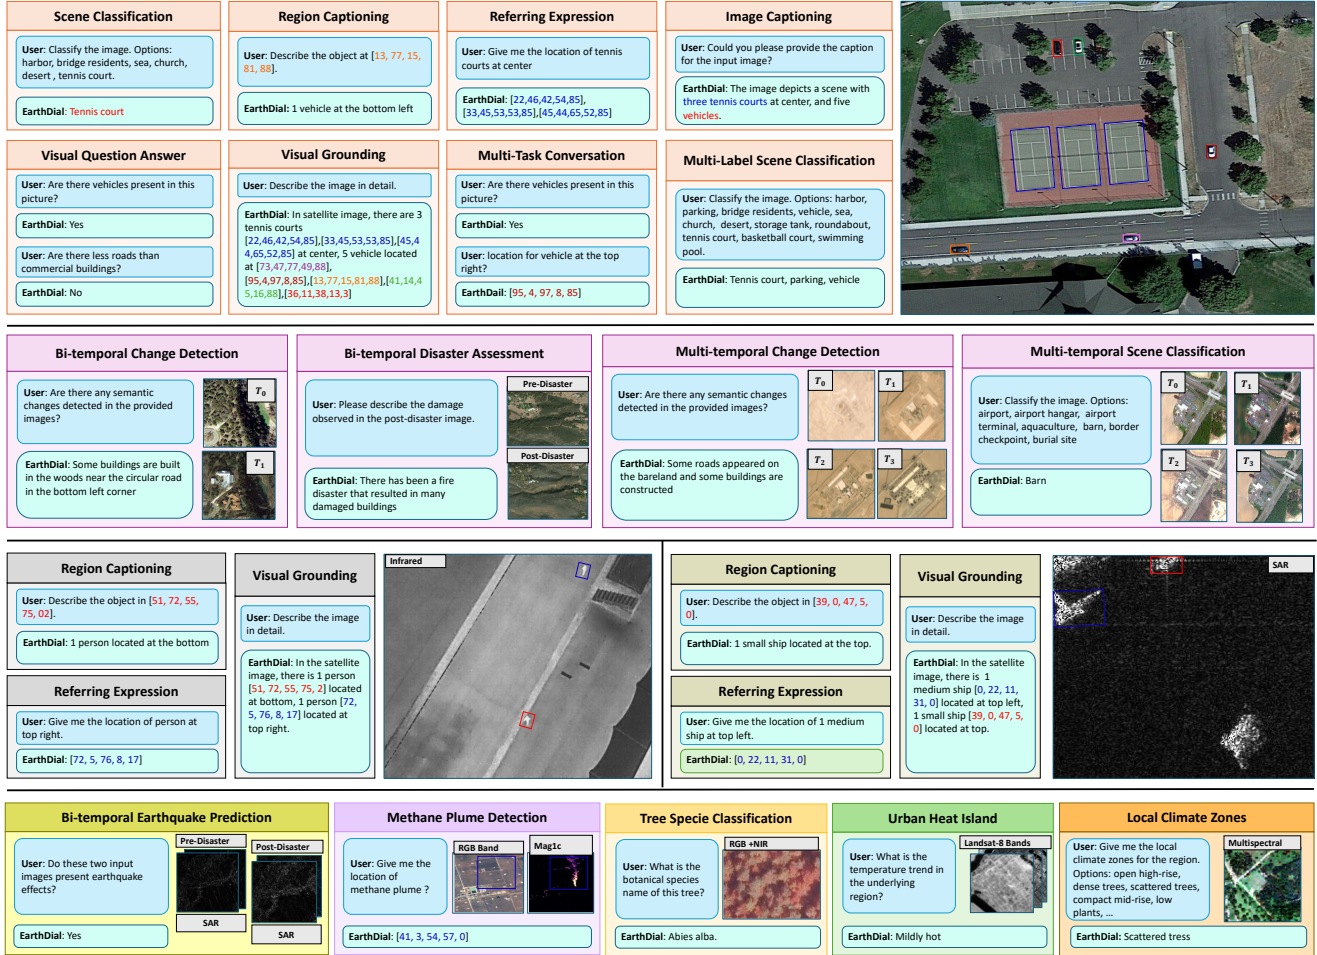 Scene Classification
User: Classify the image. Options:
harbor, bridge residents, sea, church,
desert , tennis court.
EarthDial: Tennis court
Region Captioning
User: Describe the object at [13, 77, 15,
81, 88].
EarthDial: 1 vehicle at the bottom left
Referring Expression
User: Give me the location of tennis
courts at center
EarthDial: [22,46,42,54,85],
[33,45,53,53,85],[45,44,65,52,85]
Image Captioning
User: Could you please provide the caption
for the input image?
EarthDial: The image depicts a scene with
three tennis courts at center, and five
vehicles.
Visual Question Answer
User: Are there vehicles present in this
picture?
EarthDial: Yes
User: Are there less roads than
commercial buildings?
EarthDial: No
Visual Grounding
User: Describe the image in detail.
EarthDial: In satellite image, there are 3
tennis courts
[22,46,42,54,85],[33,45,53,53,85],[45,4
4,65,52,85] at center, 5 vehicle located
at [73,47,77,49,88],
[95,4,97,8,85],[13,77,15,81,88],[41,14,4
5,16,88],[36,11,38,13,3]
Multi-Task Conversation
User: Are there vehicles present in this
picture?
EarthDial: Yes
User: location for vehicle at the top
right?
EarthDail: [95, 4, 97, 8, 85]
Multi-Label Scene Classification
User: Classify the image. Options: harbor,
parking, bridge residents, vehicle, sea,
church, desert, storage tank, roundabout,
tennis court, basketball court, swimming
pool.
EarthDial: Tennis court, parking, vehicle
Bi-temporal Change Detection
User: Are there any semantic
changes detected in the provided
images?
EarthDial: Some buildings are built
in the woods near the circular road
in the bottom left corner
T0
T1
Bi-temporal Disaster Assessment
User: Please describe the damage
observed in the post-disaster image.
EarthDial: There has been a fire
disaster that resulted in many
damaged buildings
Pre-Disaster
Post-Disaster
Multi-temporal Change Detection
User: Are there any semantic changes
detected in the provided images?
EarthDial: Some roads appeared on
the bareland and some buildings are
constructed
T0
T1
T2
T3
Multi-temporal Scene Classification
User: Classify the image. Options:
airport, airport hangar, airport
terminal, aquaculture, barn, border
checkpoint, burial site
EarthDial: Barn
T0
T1
T2
T3
Region Captioning
User: Describe the object in [51, 72, 55,
75, 02].
EarthDial: 1 person located at the bottom
Referring Expression
User: Give me the location of person at
top right.
EarthDial: [72, 5, 76, 8, 17]
Visual Grounding
User: Describe the image
in detail.
EarthDial: In the satellite
image, there is 1 person
[51, 72, 55, 75, 2] located
at bottom, 1 person [72,
5, 76, 8, 17] located at
top right.
Infrared
Region Captioning
User: Describe the object in [39, 0, 47, 5,
0].
EarthDial: 1 small ship located at the top.
Referring Expression
User: Give me the location of 1 medium
ship at top left.
EarthDial: [0, 22, 11, 31, 0]
Visual Grounding
User: Describe the image
in detail.
EarthDial: In the satellite
image, there is 1
medium ship [0, 22, 11,
31, 0] located at top left,
1 small ship [39, 0, 47, 5,
0] located at top.
SAR
Bi-temporal Earthquake Prediction
User: Do these two input
images present earthquake
effects?
EarthDial: Yes
Pre-Disaster
SAR
Post-Disaster
SAR
Methane Plume Detection
User: Give me the
location of
methane plume ?
RGB Band
Mag1c
EarthDial: [41, 3, 54, 57, 0]
Tree Specie Classification
User: What is the
botanical species
name of this tree?
RGB +NIR
EarthDial: Abies alba.
Urban Heat Island
User: What is the
temperature trend in
the underlying
region?
Landsat-8 Bands
EarthDial: Mildly hot
Local Climate Zones
User: Give me the local
climate zones for the region.
Options: open high-rise,
dense trees, scattered trees,
compact mid-rise, low
plants, ...
Multispectral
EarthDial: Scattered tress